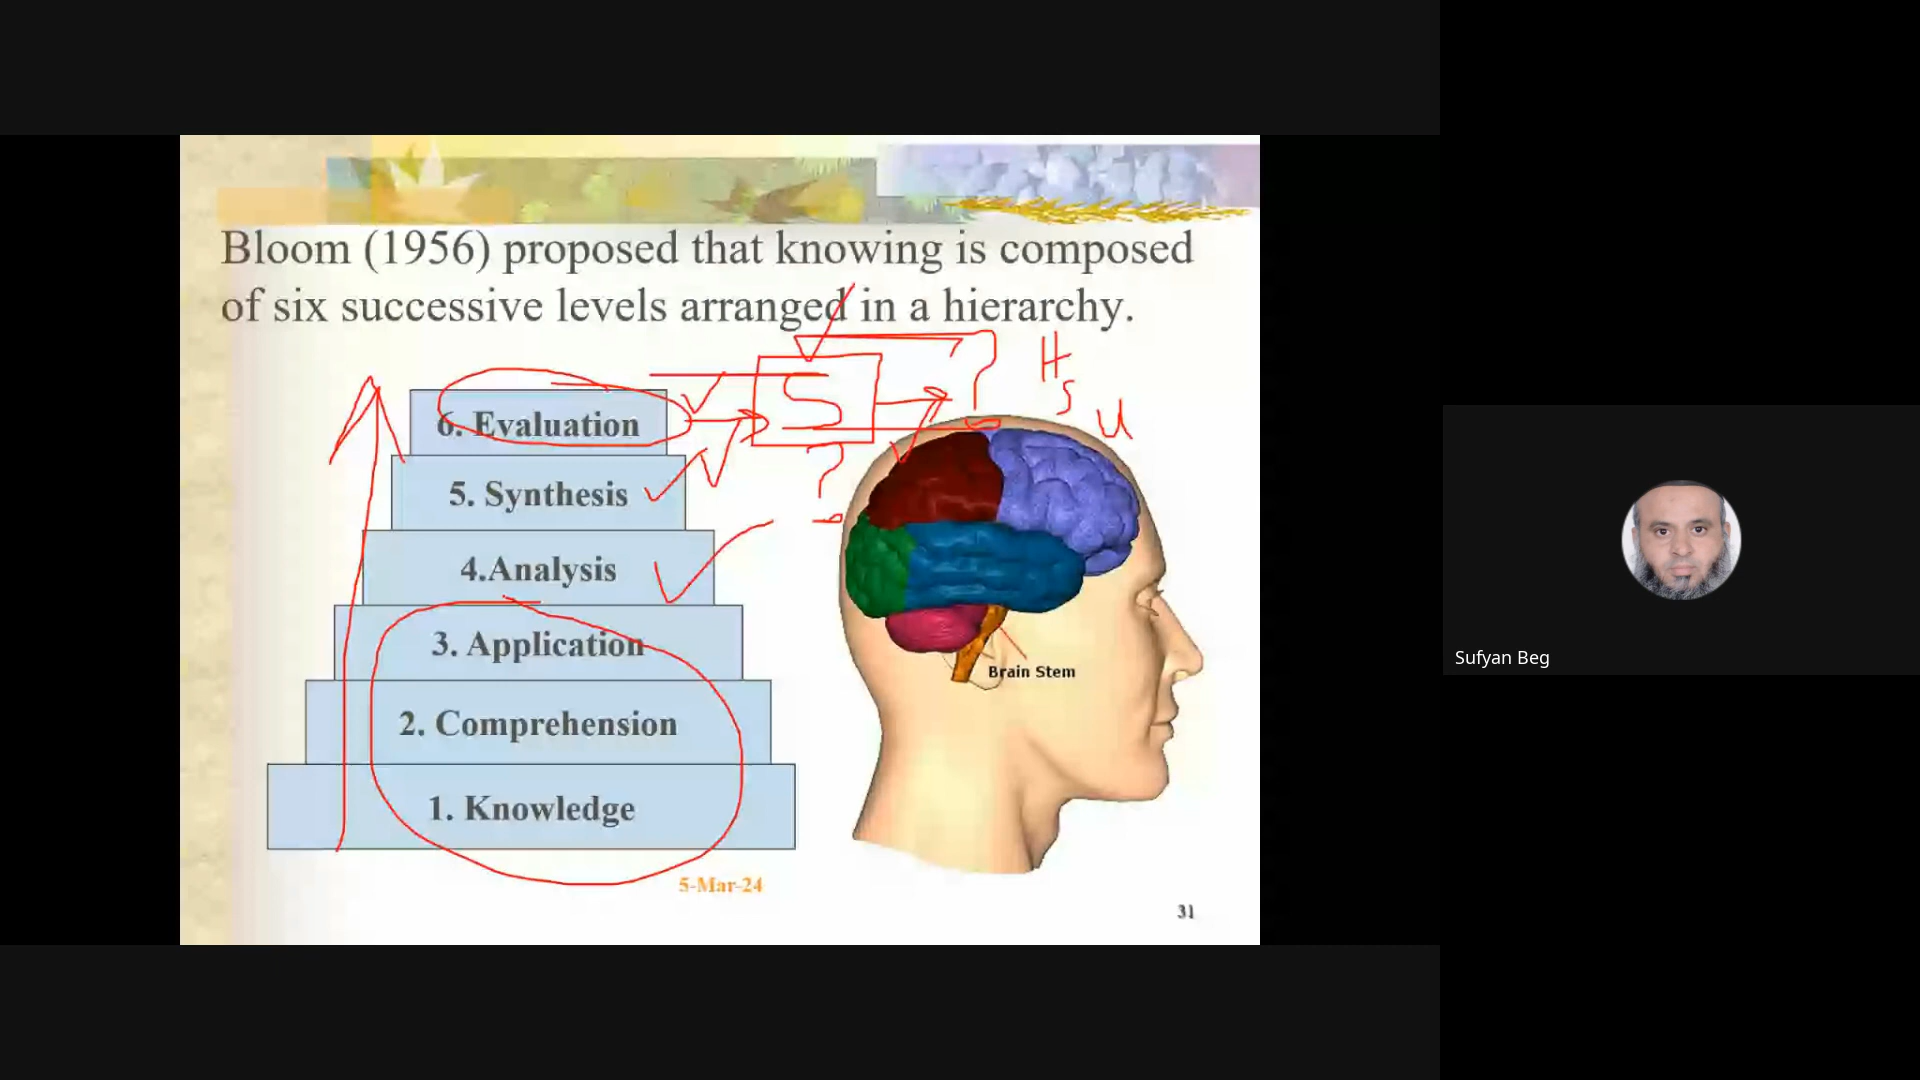 Bloom (1956) proposed that knowing is composed
of six successive levels arranged in a hierarchy.
S
?
H
S
U
6. Evaluation
?
5. Synthesis
4.Analysis
3. Application
2. Comprehension
1. Knowledge
Brain Stem
5-Mar-24
31
Sufyan Beg